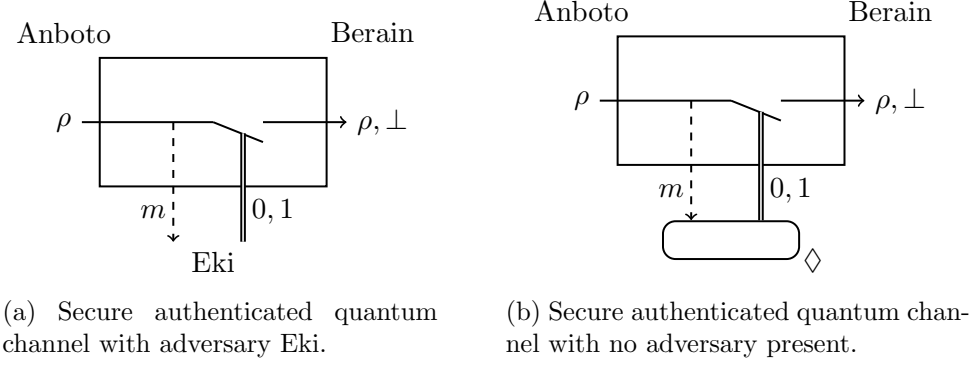 Anboto Berain
ρ ρ, ⊥
m 0, 1
Eki
(a) Secure authenticated quantum
channel with adversary Eki.
Anboto Berain
ρ ρ, ⊥
m 0, 1
◊
(b) Secure authenticated quantum chan-
nel with no adversary present.